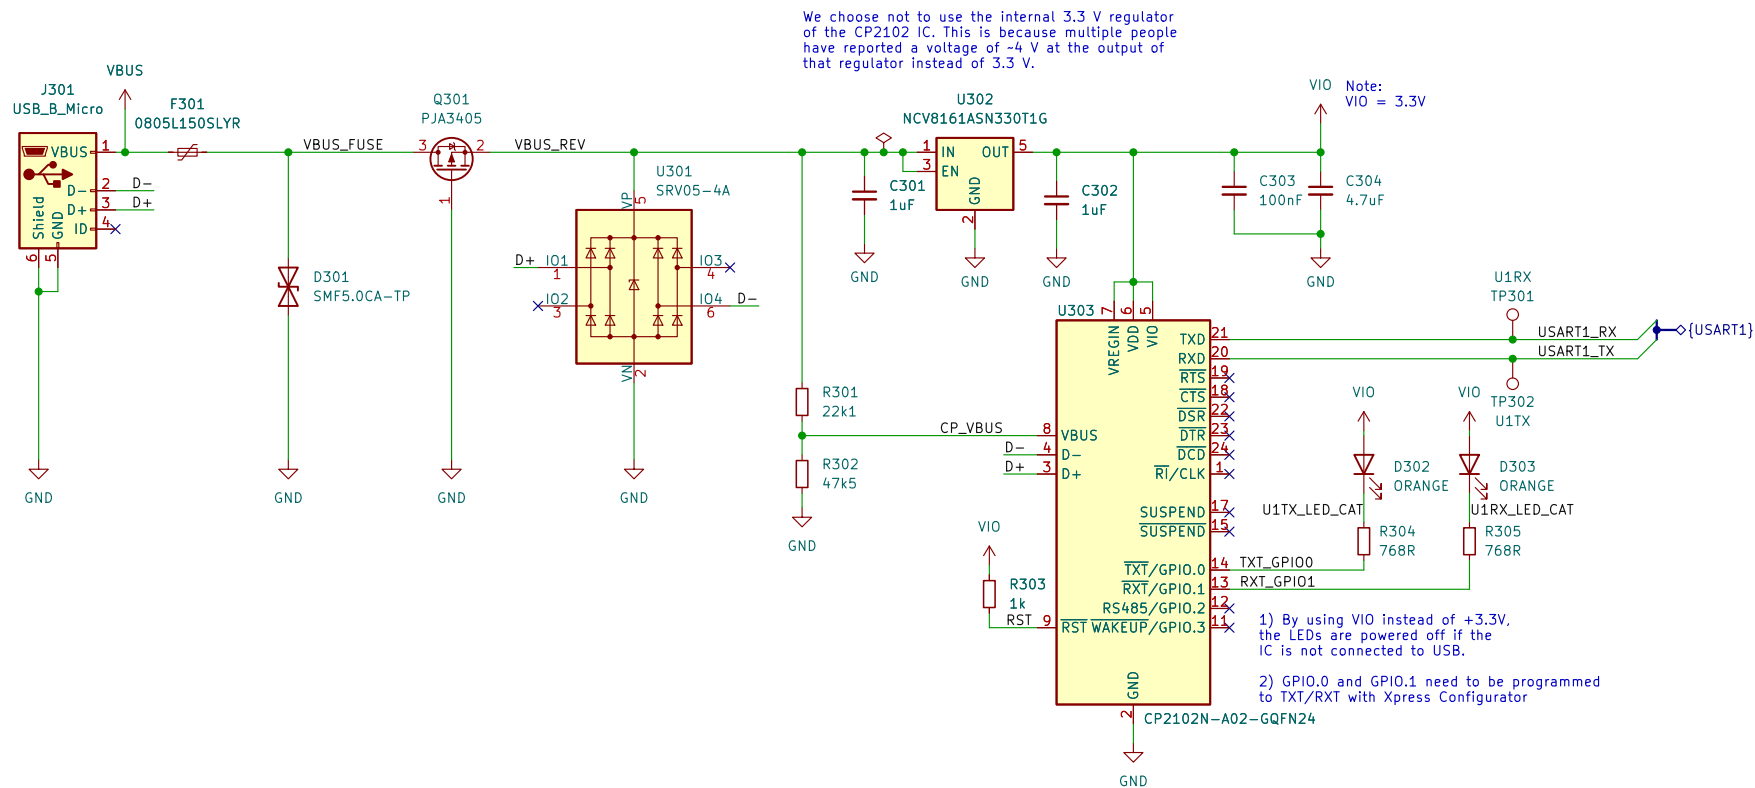 We choose not to use the internal 3.3 V regulator
of the CP2102 IC. This is because multiple people
have reported a voltage of ~4 V at the output of
that regulator instead of 3.3 V.
VBUS
J301
USB_B_Micro
F301
0805L150SLYR
Q301
PJA3405
U302
NCV8161ASN330T1G
VIO
Note:
VIO = 3.3V
VBUS
1
D-
2
D-
D+
3
D+
ID
4
Shield
GND
6
5
GND
VBUS_FUSE
3
2
1
GND
VBUS_REV
D301
SMF5.0CA-TP
GND
U301
SRV05-4A
VP
5
D+
IO1
1
IO2
3
IO3
4
IO4
6
D-
VN
2
GND
C301
1uF
GND
1
IN
3
EN
OUT
5
GND
2
GND
C302
1uF
GND
C303
100nF
C304
4.7uF
GND
R301
22k1
R302
47k5
GND
CP_VBUS
D-
D+
VIO
R303
1k
RST
U303
7
6
5
VREGIN
VDD
VIO
8
VBUS
4
D-
3
D+
9
RST
TXD
21
RXD
20
RTS
19
CTS
18
DSR
22
DTR
23
DCD
24
RI/CLK
1
SUSPEND
17
SUSPEND
15
TXT/GPIO.0
14
RXT/GPIO.1
13
RS485/GPIO.2
12
WAKEUP/GPIO.3
11
GND
2
CP2102N-A02-GQFN24
GND
U1RX
TP301
USART1_RX
USART1_TX
{USART1}
TP302
U1TX
VIO
D302
ORANGE
U1TX_LED_CAT
R304
768R
TXT_GPIO0
VIO
D303
ORANGE
U1RX_LED_CAT
R305
768R
RXT_GPIO1
1) By using VIO instead of +3.3V,
the LEDs are powered off if the
IC is not connected to USB.
2) GPIO.0 and GPIO.1 need to be programmed
to TXT/RXT with Xpress Configurator